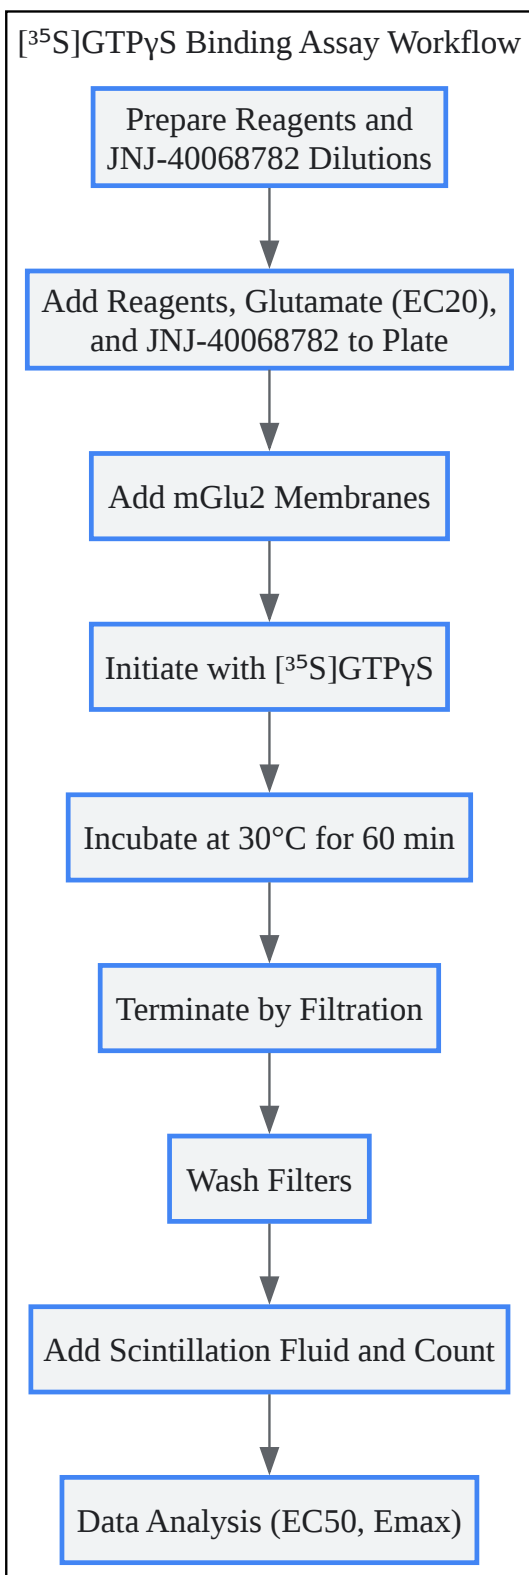 [³⁵S]GTPγS Binding Assay Workflow
Prepare Reagents and
JNJ-40068782 Dilutions
Add Reagents, Glutamate (EC20),
and JNJ-40068782 to Plate
Add mGlu2 Membranes
Initiate with [³⁵S]GTPγS
Incubate at 30°C for 60 min
Terminate by Filtration
Wash Filters
Add Scintillation Fluid and Count
Data Analysis (EC50, Emax)